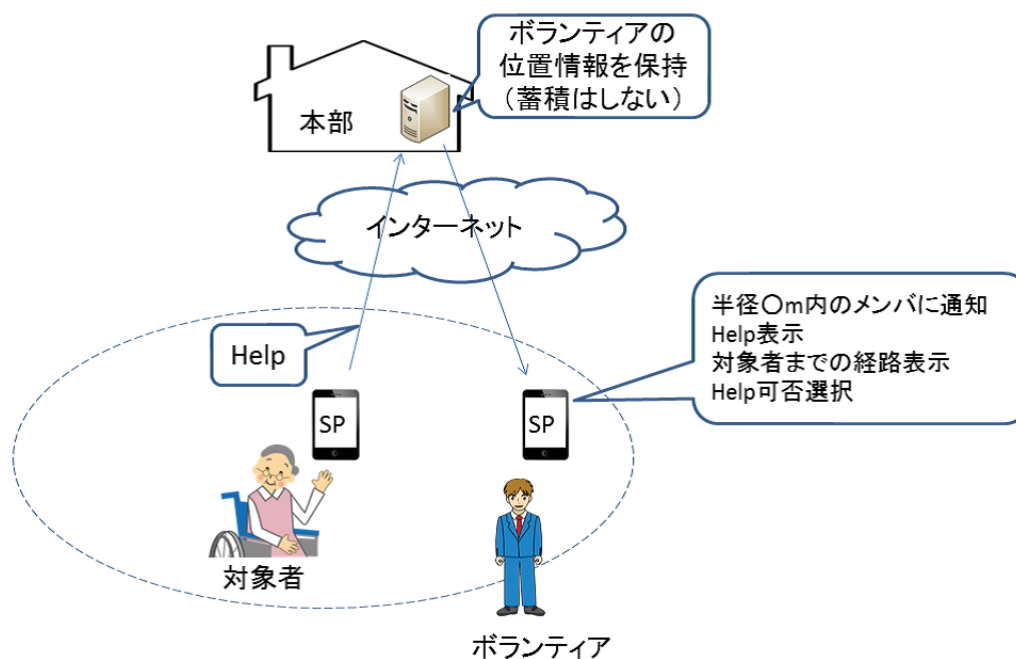 ボランティアの
位置情報を保持
（蓄積はしない）
本部
インターネット
Help
半径〇m内のメンバに通知
Help表示
対象者までの経路表示
Help可否選択
SP
SP
対象者
ボランティア